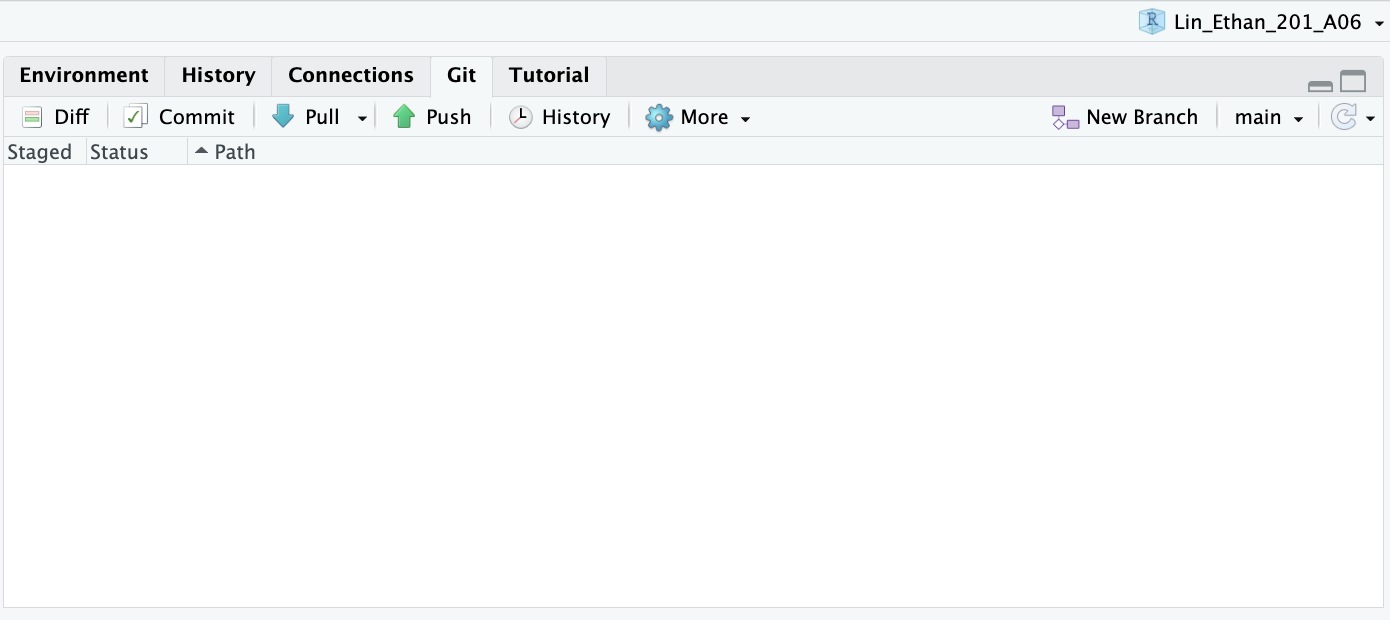 Lin_Ethan_201_A06
Environment History Connections Git Tutorial
Diff Commit Pull Push History More New Branch main
Staged Status Path